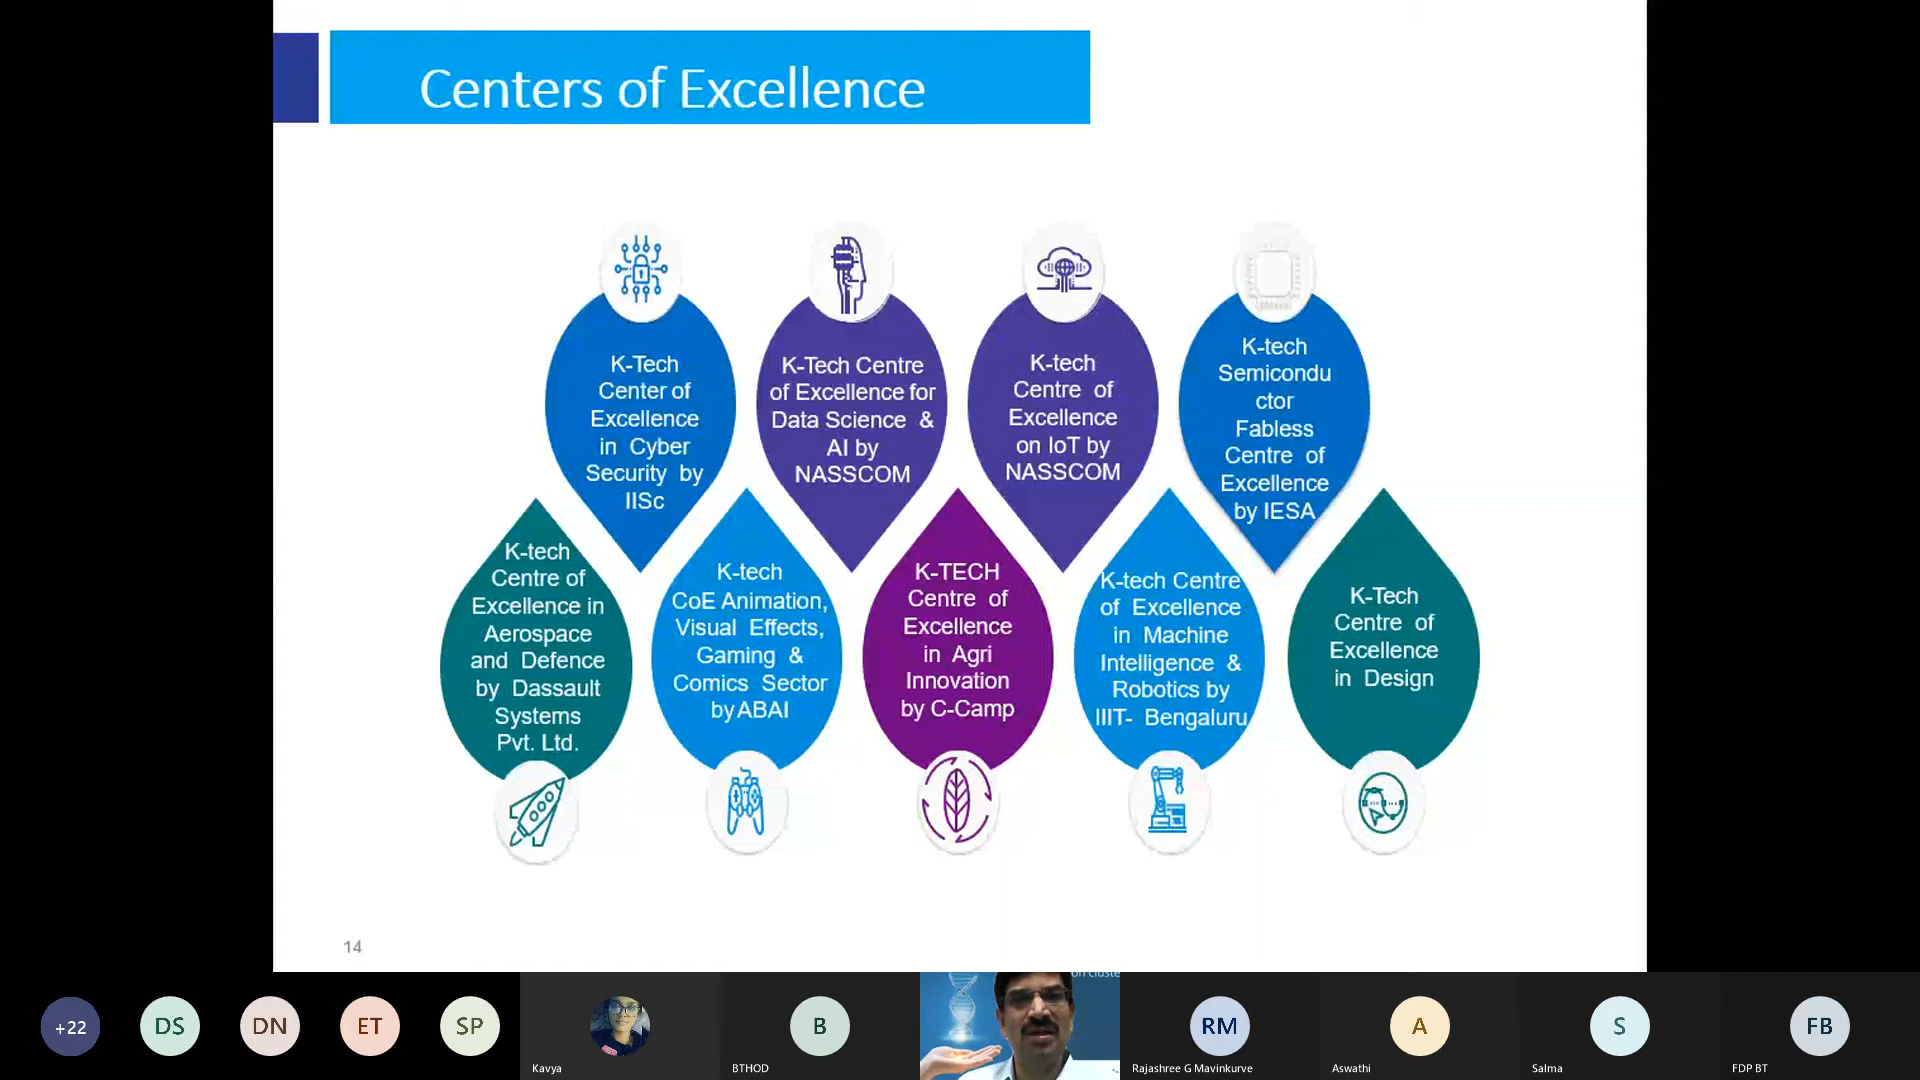 Centers of Excellence
K-Tech
Center of
Excellence
in Cyber
Security by
IISc
K-Tech Centre
of Excellence for
Data Science &
AI by
NASSCOM
K-tech
Centre of
Excellence
on IoT by
NASSCOM
K-tech
Semicondu
ctor
Fabless
Centre of
Excellence
by IESA
K-tech
Centre of
Excellence in
Aerospace
and Defence
by Dassault
Systems
Pvt. Ltd.
K-tech
CoE Animation,
Visual Effects,
Gaming &
Comics Sector
by ABAI
K-TECH
Centre of
Excellence
in Agri
Innovation
by C-Camp
K-tech Centre
of Excellence
in Machine
Intelligence &
Robotics by
IIIT- Bengaluru
K-Tech
Centre of
Excellence
in Design
14
+22
DS
DN
ET
SP
Kavya
B
BTHOD
on cluste
RM
Rajashree G Mavinkurve
A
Aswathi
S
Salma
FB
FDP BT